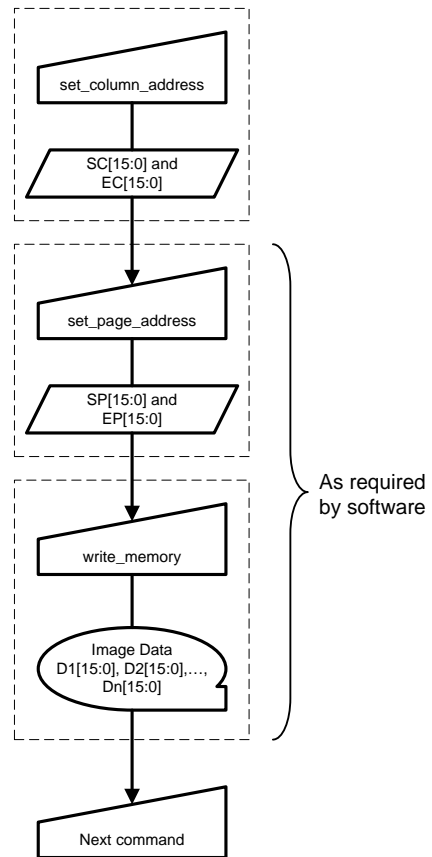 set_column_address
SC[15:0] and
EC[15:0]
set_page_address
SP[15:0] and
EP[15:0]
As required
by software
write_memory
Image Data
D1[15:0], D2[15:0],…,
Dn[15:0]
Next command